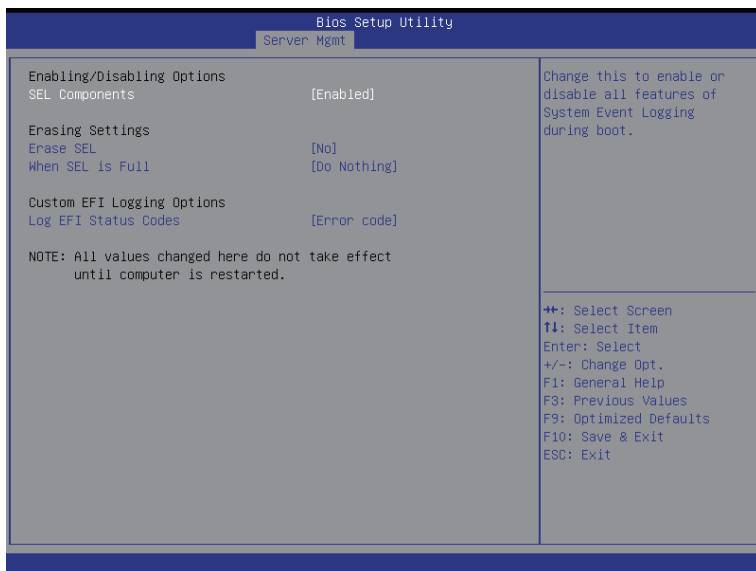 Bios Setup Utility
Server Mgmt
Enabling/Disabling Options
SEL Components [Enabled]
Erasing Settings
Erase SEL [No]
When SEL is Full [Do Nothing]
Custom EFI Logging Options
Log EFI Status Codes [Error code]
NOTE: All values changed here do not take effect
until computer is restarted.
Change this to enable or
disable all features of
System Event Logging
during boot.
→←: Select Screen
↑↓: Select Item
Enter: Select
+/-: Change Opt.
F1: General Help
F3: Previous Values
F9: Optimized Defaults
F10: Save & Exit
ESC: Exit